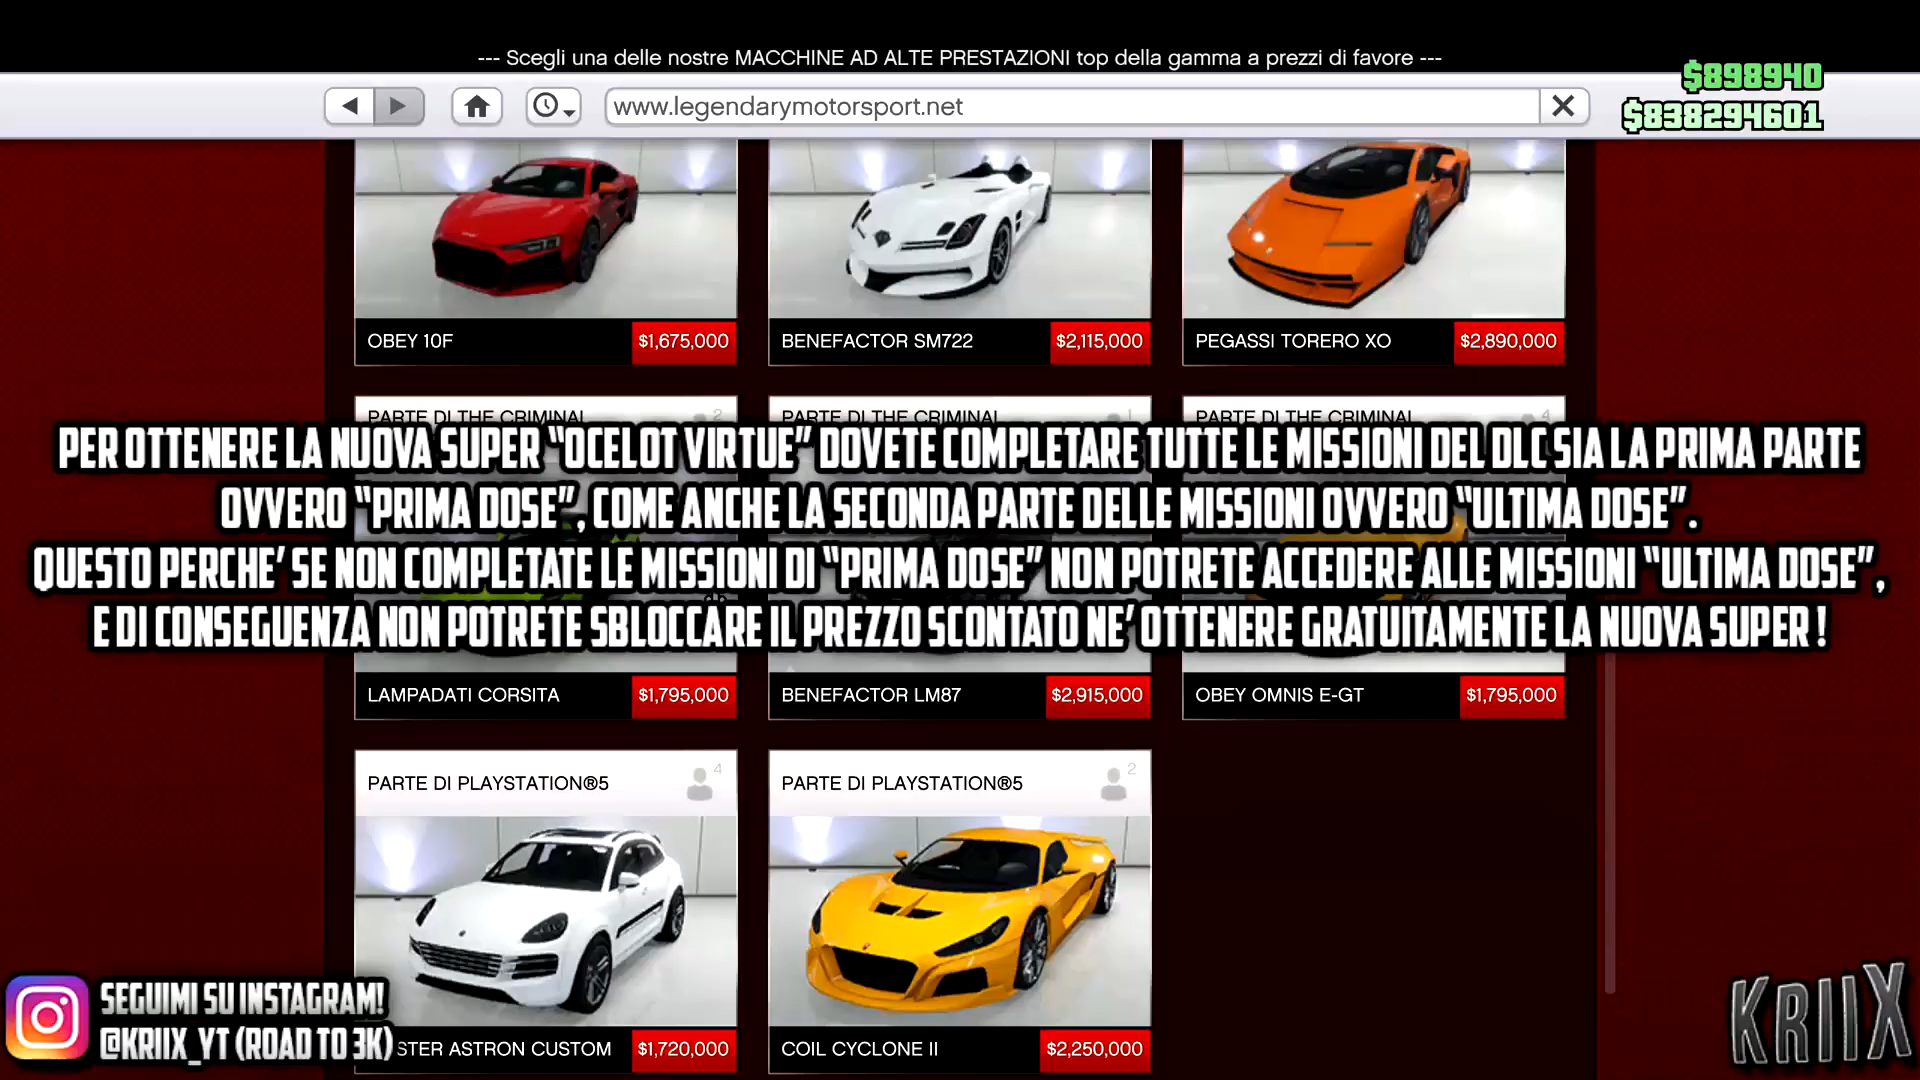 --- Scegli una delle nostre MACCHINE AD ALTE PRESTAZIONI top della gamma a prezzi di favore ---
$898940
www.legendarymotorsport.net
$838294601
OBEY 10F $1,675,000
BENEFACTOR SM722 $2,115,000
PEGASSI TORERO XO $2,890,000
PARTE DI THE CRIMINAL 2
PARTE DI THE CRIMINAL 1
PARTE DI THE CRIMINAL 4
PER OTTENERE LA NUOVA SUPER “OCELOT VIRTUE” DOVETE COMPLETARE TUTTE LE MISSIONI DEL DLC SIA LA PRIMA PARTE
OVVERO “PRIMA DOSE”, COME ANCHE LA SECONDA PARTE DELLE MISSIONI OVVERO “ULTIMA DOSE”.
QUESTO PERCHE’ SE NON COMPLETATE LE MISSIONI DI “PRIMA DOSE” NON POTRETE ACCEDERE ALLE MISSIONI “ULTIMA DOSE”,
E DI CONSEGUENZA NON POTRETE SBLOCCARE IL PREZZO SCONTATO NE’ OTTENERE GRATUITAMENTE LA NUOVA SUPER !
LAMPADATI CORSITA $1,795,000
BENEFACTOR LM87 $2,915,000
OBEY OMNIS E-GT $1,795,000
PARTE DI PLAYSTATION®5 4
PARTE DI PLAYSTATION®5 2
SEGUIMI SU INSTAGRAM!
@KRIIX_YT (ROAD TO 3K)
STER ASTRON CUSTOM $1,720,000
COIL CYCLONE II $2,250,000
KRIIX